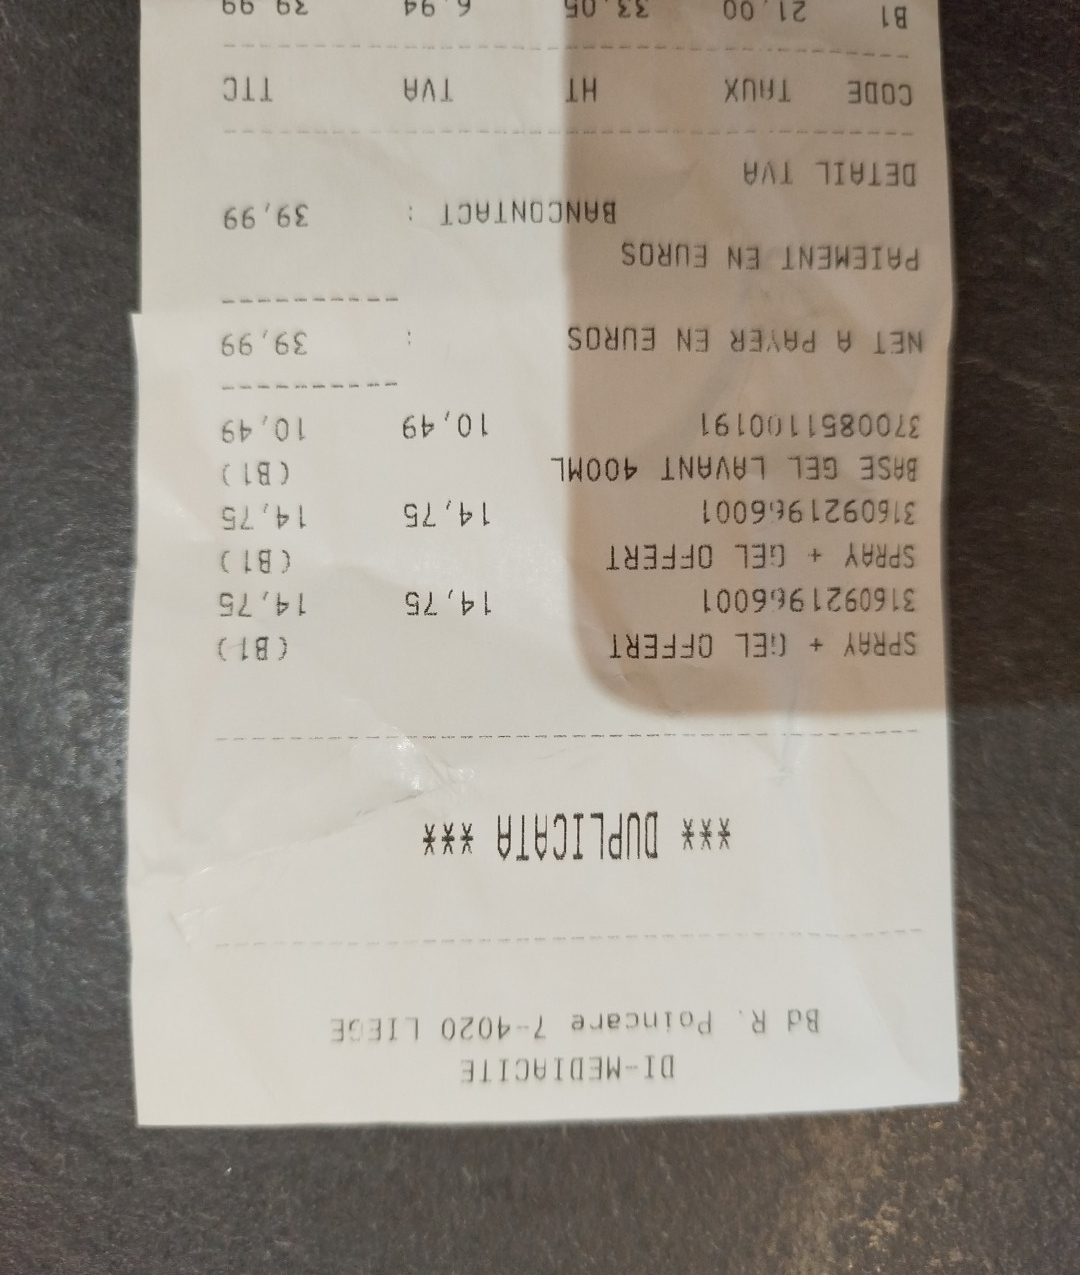 DI-MEDIACITE
Bd R. Poincare 7-4020 LIEGE
*** DUPLICATA ***
SPRAY + GEL OFFERT (B1)
3160921966001 14,75 14,75
SPRAY + GEL OFFERT (B1)
3160921966001 14,75 14,75
BASE GEL LAVANT 400ML (B1)
3700851100191 10,49 10,49
NET A PAYER EN EUROS : 39,99
PAIEMENT EN EUROS
BANCONTACT : 39,99
DETAIL TVA
CODE TAUX HT TVA TTC
B1 21,00 33,05 6,94 39,99